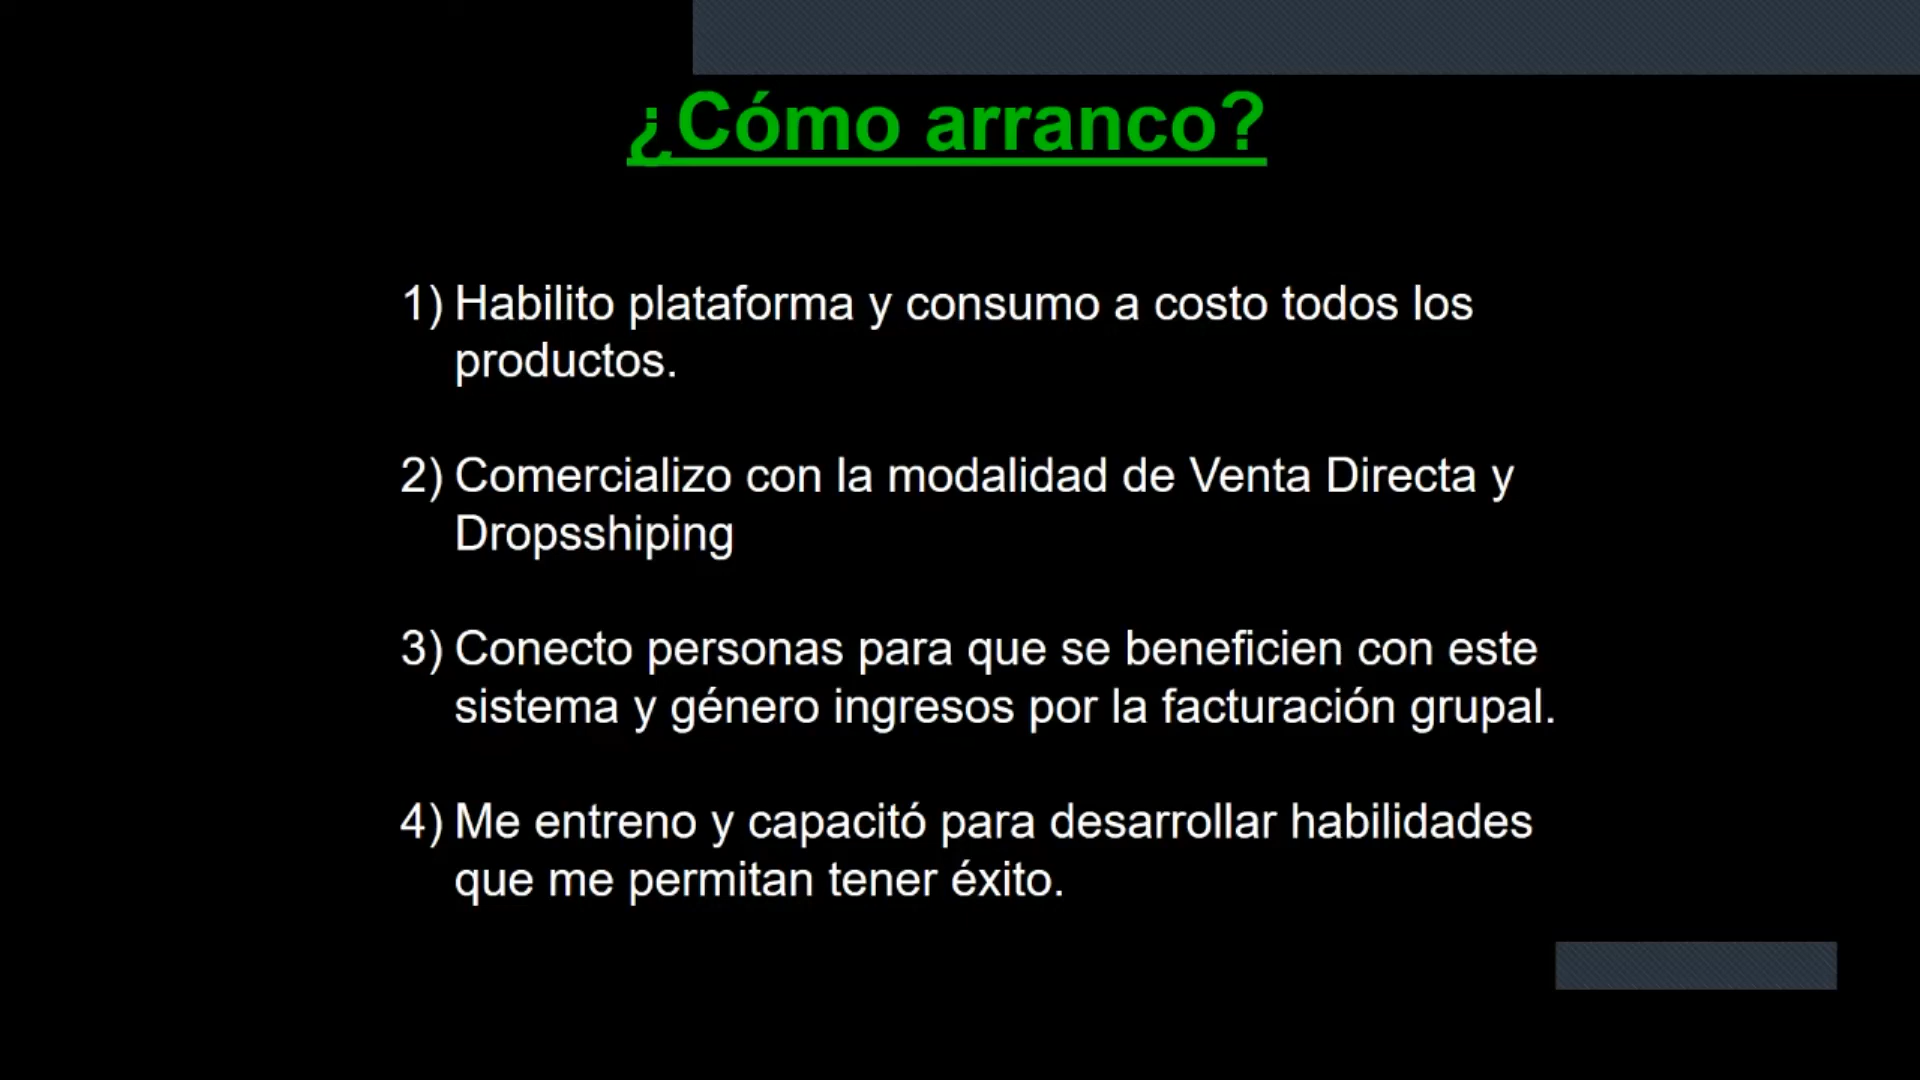 ¿Cómo arranco?
1) Habilito plataforma y consumo a costo todos los
productos.
2) Comercializo con la modalidad de Venta Directa y
Dropsshiping
3) Conecto personas para que se beneficien con este
sistema y género ingresos por la facturación grupal.
4) Me entreno y capacitó para desarrollar habilidades
que me permitan tener éxito.